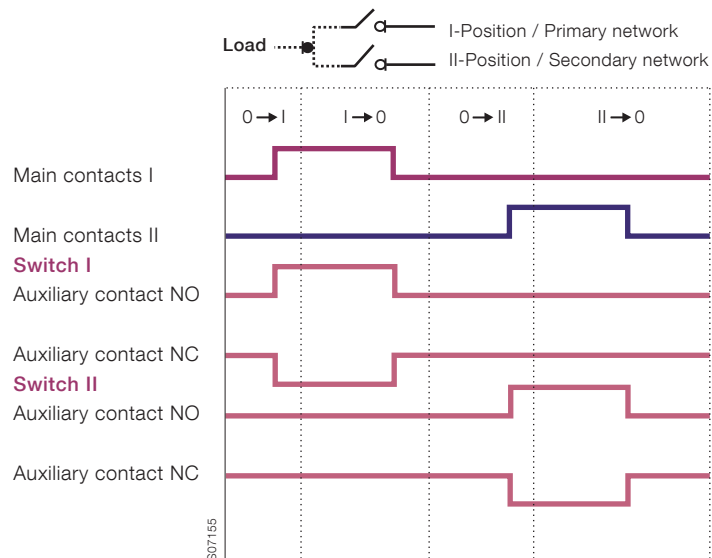 Load
I-Position / Primary network
II-Position / Secondary network
0 → I
I → 0
0 → II
II → 0
Main contacts I
Main contacts II
Switch I
Auxiliary contact NO
Auxiliary contact NC
Switch II
Auxiliary contact NO
Auxiliary contact NC